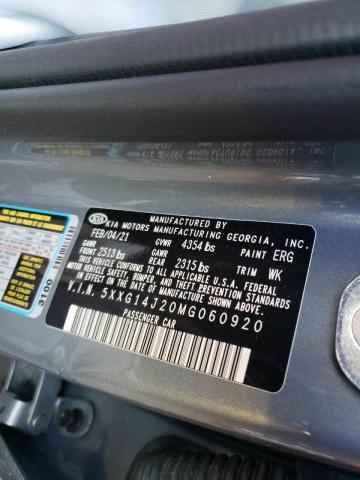 KIA
MANUFACTURED BY
KIA MOTORS MANUFACTURING GEORGIA, INC.
FEB/04/21 GVWR 4354 lbs PAINT ERG
GAWR FRONT 2513 lbs GAWR REAR 2315 lbs TRIM WK
THIS VEHICLE CONFORMS TO ALL APPLICABLE U.S.A. FEDERAL
MOTOR VEHICLE SAFETY, BUMPER, AND THEFT PREVENTION
STANDARDS IN EFFECT ON THE DATE OF MANUFACTURE SHOWN ABOVE.
V.I.N. 5XXG14J20MG060920
PASSENGER CAR
3100